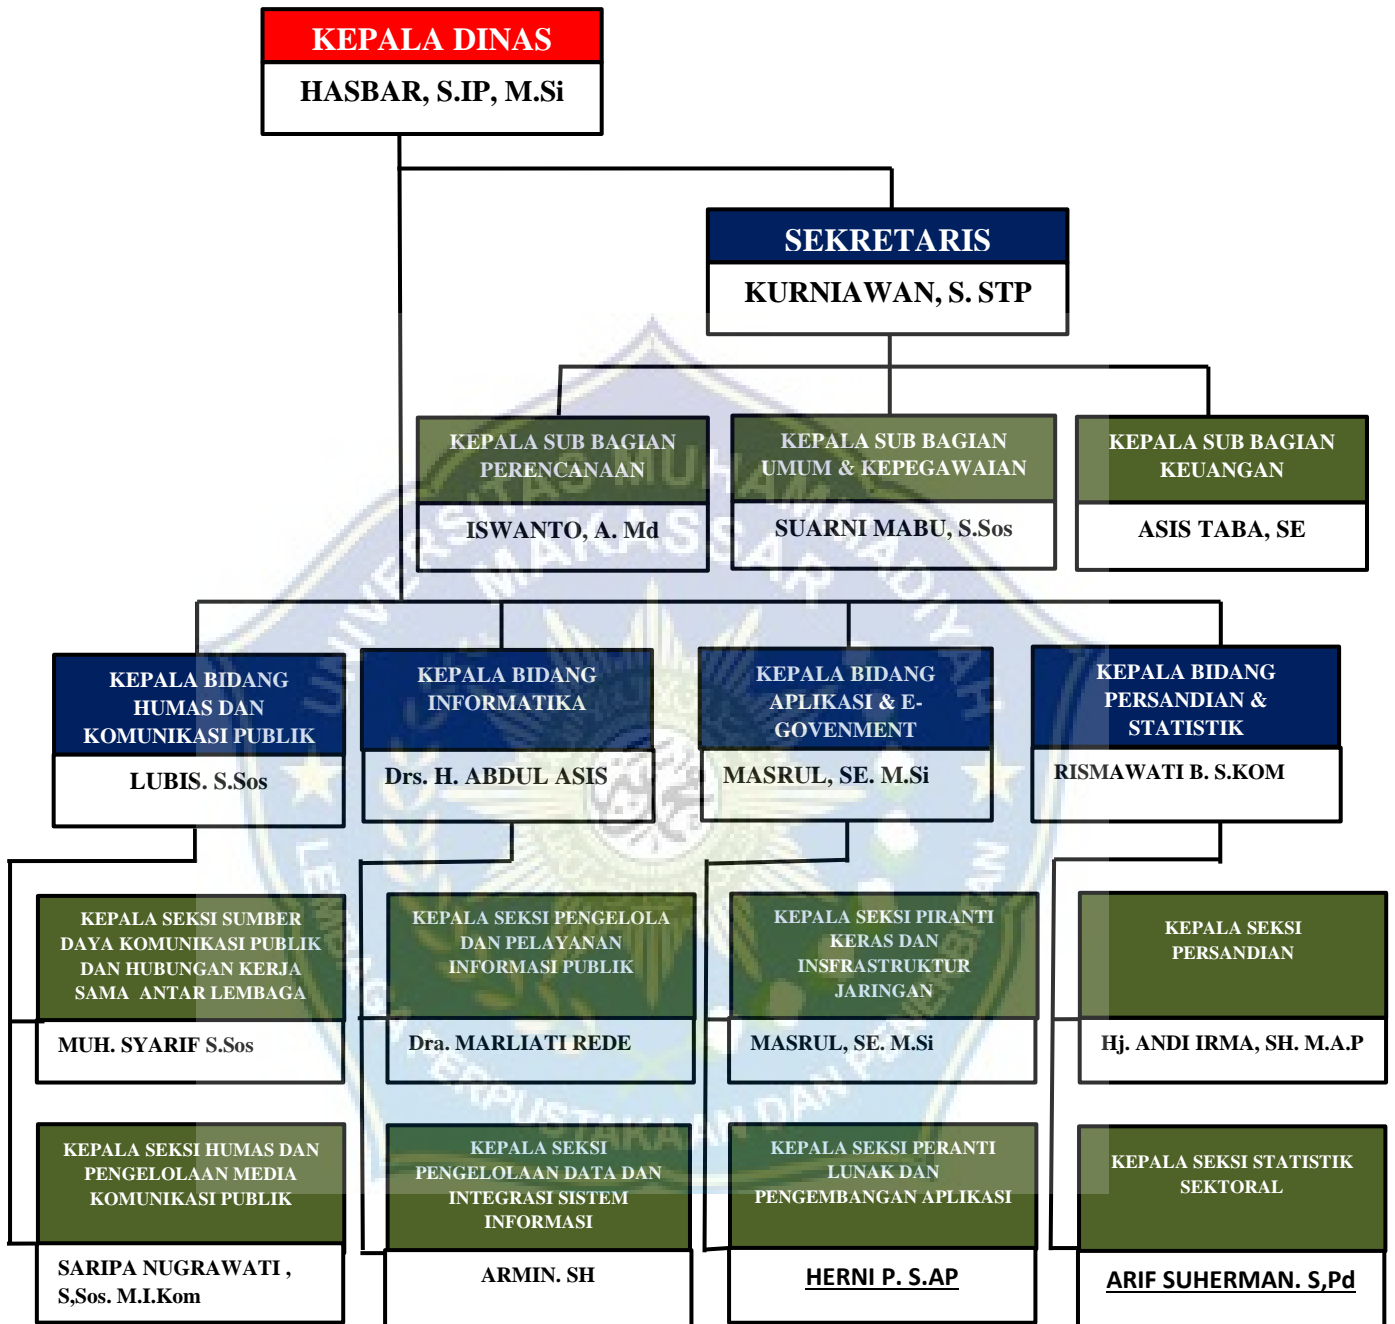 KEPALA DINAS
HASBAR, S.IP, M.Si
SEKRETARIS
KURNIAWAN, S. STP
KEPALA SUB BAGIAN
PERENCANAAN
ISWANTO, A. Md
KEPALA SUB BAGIAN
UMUM & KEPEGAWAIAN
SUARNI MABU, S.Sos
KEPALA SUB BAGIAN
KEUANGAN
ASIS TABA, SE
UNIVERSITAS MUHAMMADIYAH
MAKASSAR
LEMBAGA PERPUSTAKAAN DAN PENERBITAN
KEPALA BIDANG
HUMAS DAN
KOMUNIKASI PUBLIK
LUBIS. S.Sos
KEPALA BIDANG
INFORMATIKA
Drs. H. ABDUL ASIS
KEPALA BIDANG
APLIKASI & E-
GOVENMENT
MASRUL, SE. M.Si
KEPALA BIDANG
PERSANDIAN &
STATISTIK
RISMAWATI B. S.KOM
KEPALA SEKSI SUMBER
DAYA KOMUNIKASI PUBLIK
DAN HUBUNGAN KERJA
SAMA  ANTAR LEMBAGA
MUH. SYARIF S.Sos
KEPALA SEKSI PENGELOLA
DAN PELAYANAN
INFORMASI PUBLIK
Dra. MARLIATI REDE
KEPALA SEKSI PIRANTI
KERAS DAN
INSFRASTRUKTUR
JARINGAN
MASRUL, SE. M.Si
KEPALA SEKSI
PERSANDIAN
Hj. ANDI IRMA, SH. M.A.P
KEPALA SEKSI HUMAS DAN
PENGELOLAAN MEDIA
KOMUNIKASI PUBLIK
SARIPA NUGRAWATI ,
S,Sos. M.I.Kom
KEPALA SEKSI
PENGELOLAAN DATA DAN
INTEGRASI SISTEM
INFORMASI
ARMIN. SH
KEPALA SEKSI PERANTI
LUNAK DAN
PENGEMBANGAN APLIKASI
HERNI P. S.AP
KEPALA SEKSI STATISTIK
SEKTORAL
ARIF SUHERMAN. S,Pd